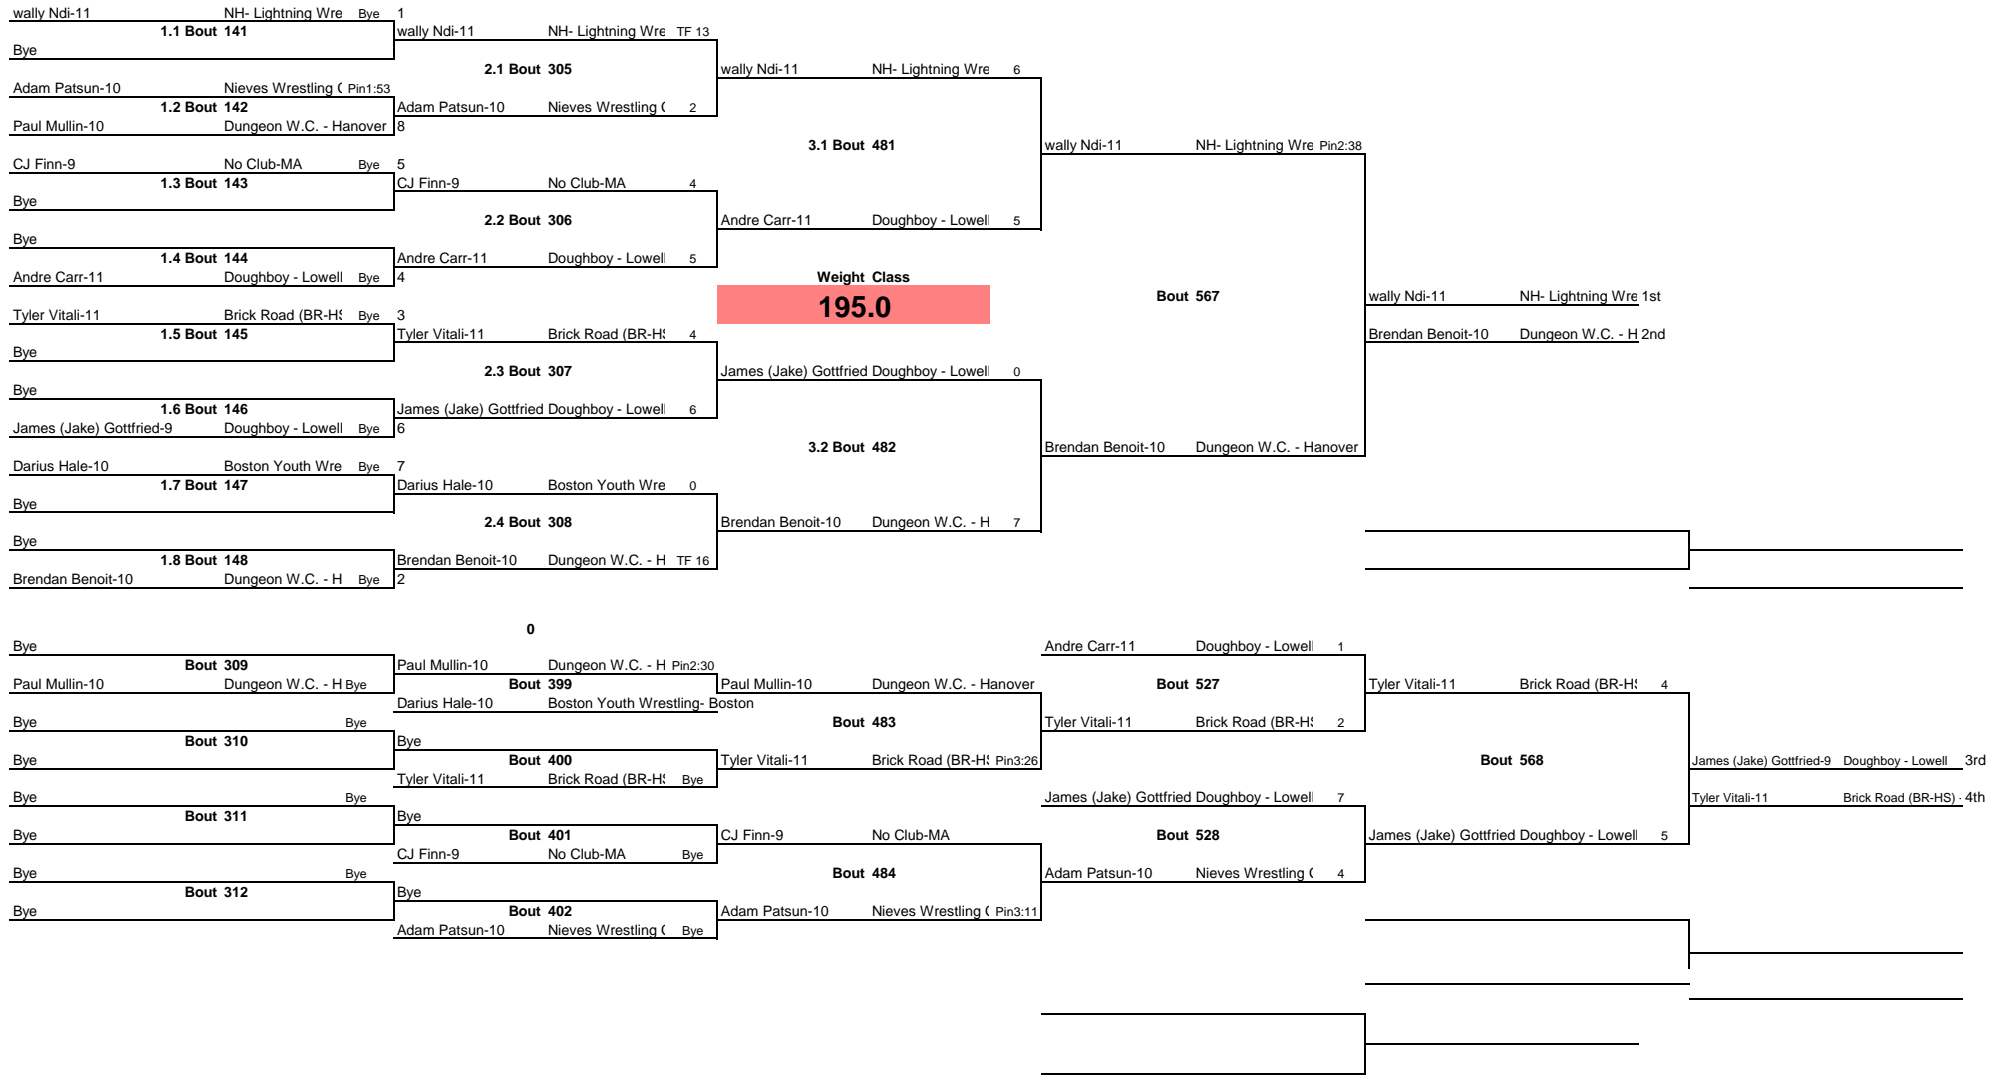 wally Ndi-11 NH- Lightning Wre Bye 1
1.1 Bout 141 wally Ndi-11 NH- Lightning Wre TF 13
Bye
2.1 Bout 305 wally Ndi-11 NH- Lightning Wre 6
Adam Patsun-10 Nieves Wrestling ( Pin1:53
1.2 Bout 142 Adam Patsun-10 Nieves Wrestling ( 2
Paul Mullin-10 Dungeon W.C. - Hanover 8
3.1 Bout 481 wally Ndi-11 NH- Lightning Wre Pin2:38
CJ Finn-9 No Club-MA Bye 5
1.3 Bout 143 CJ Finn-9 No Club-MA 4
Bye
2.2 Bout 306 Andre Carr-11 Doughboy - Lowell 5
Bye
1.4 Bout 144 Andre Carr-11 Doughboy - Lowell 5
Andre Carr-11 Doughboy - Lowell Bye 4 Weight Class
195.0 Bout 567 wally Ndi-11 NH- Lightning Wre 1st
Tyler Vitali-11 Brick Road (BR-HS Bye 3
1.5 Bout 145 Tyler Vitali-11 Brick Road (BR-HS 4 Brendan Benoit-10 Dungeon W.C. - H 2nd
Bye
2.3 Bout 307 James (Jake) Gottfried Doughboy - Lowell 0
Bye
1.6 Bout 146 James (Jake) Gottfried Doughboy - Lowell 6
James (Jake) Gottfried-9 Doughboy - Lowell Bye 6
3.2 Bout 482 Brendan Benoit-10 Dungeon W.C. - Hanover
Darius Hale-10 Boston Youth Wre Bye 7
1.7 Bout 147 Darius Hale-10 Boston Youth Wre 0
Bye
2.4 Bout 308 Brendan Benoit-10 Dungeon W.C. - H 7
Bye
1.8 Bout 148 Brendan Benoit-10 Dungeon W.C. - H TF 16
Brendan Benoit-10 Dungeon W.C. - H Bye 2
0
Bye Andre Carr-11 Doughboy - Lowell 1
Bout 309 Paul Mullin-10 Dungeon W.C. - H Pin2:30
Paul Mullin-10 Dungeon W.C. - H Bye Bout 399 Paul Mullin-10 Dungeon W.C. - Hanover Bout 527 Tyler Vitali-11 Brick Road (BR-HS 4
Darius Hale-10 Boston Youth Wrestling- Boston
Bye Bye Bout 483 Tyler Vitali-11 Brick Road (BR-HS 2
Bout 310 Bye
Bye Bout 400 Tyler Vitali-11 Brick Road (BR-HS Pin3:26 Bout 568 James (Jake) Gottfried-9 Doughboy - Lowell 3rd
Tyler Vitali-11 Brick Road (BR-HS Bye
Bye Bye James (Jake) Gottfried Doughboy - Lowell 7 Tyler Vitali-11 Brick Road (BR-HS) - 4th
Bout 311 Bye
Bye Bout 401 CJ Finn-9 No Club-MA Bout 528 James (Jake) Gottfried Doughboy - Lowell 5
CJ Finn-9 No Club-MA Bye
Bye Bye Bout 484 Adam Patsun-10 Nieves Wrestling ( 4
Bout 312 Bye
Bye Bout 402 Adam Patsun-10 Nieves Wrestling ( Pin3:11
Adam Patsun-10 Nieves Wrestling ( Bye